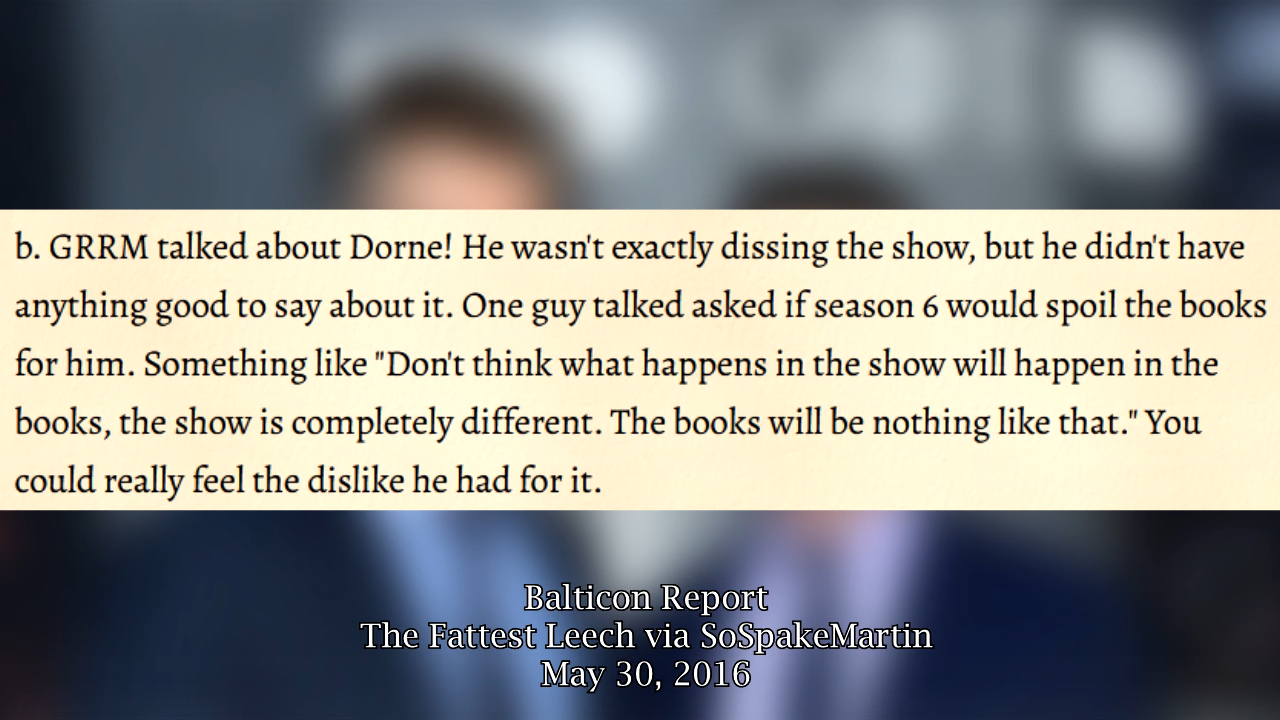 b. GRRM talked about Dorne! He wasn't exactly dissing the show, but he didn't have
anything good to say about it. One guy talked asked if season 6 would spoil the books
for him. Something like "Don't think what happens in the show will happen in the
books, the show is completely different. The books will be nothing like that." You
could really feel the dislike he had for it.
Balticon Report
The Fattest Leech via SoSpakeMartin
May 30, 2016